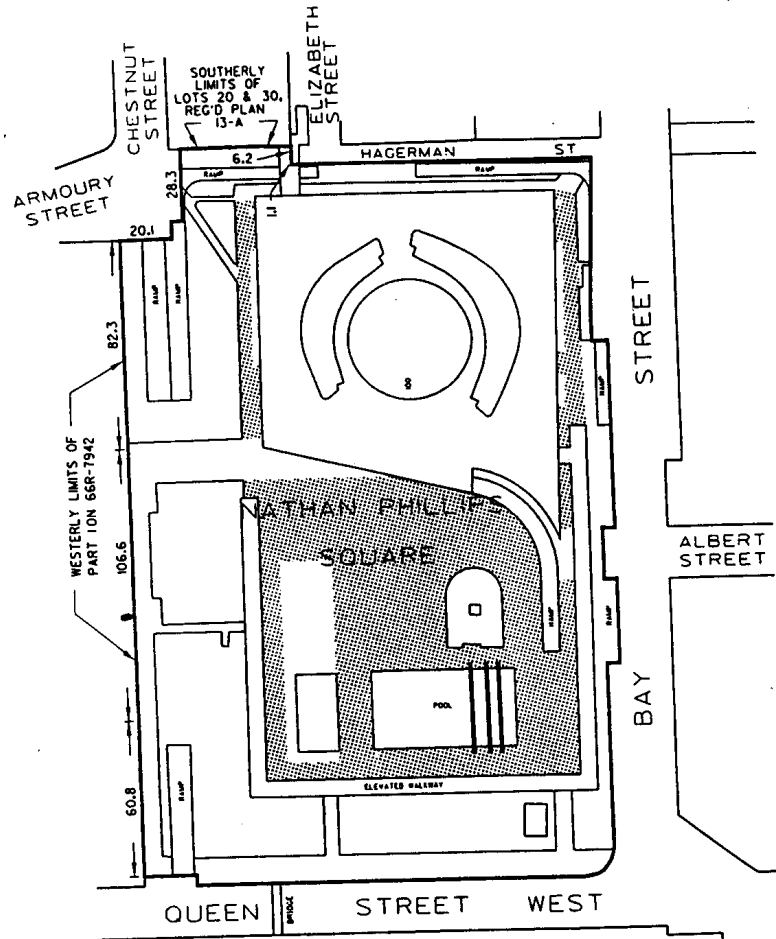 CHESTNUT
STREET
SOUTHERLY
LIMITS OF
LOTS 20 & 30,
REG'D PLAN
13-A
ELIZABETH
STREET
ARMOURY
STREET
HAGERMAN ST
6.2
RAMP
RAMP
28.3
1.1
20.1
RAMP
RAMP
82.3
100
RAMP
STREET
WESTERLY LIMITS OF
PART 1 ON 66R-7942
106.6
NATHAN PHILLIPS
SQUARE
ALBERT
STREET
RAMP
RAMP
BAY
POOL
RAMP
60.8
ELEVATED WALKWAY
QUEEN STREET WEST
BRIDGE